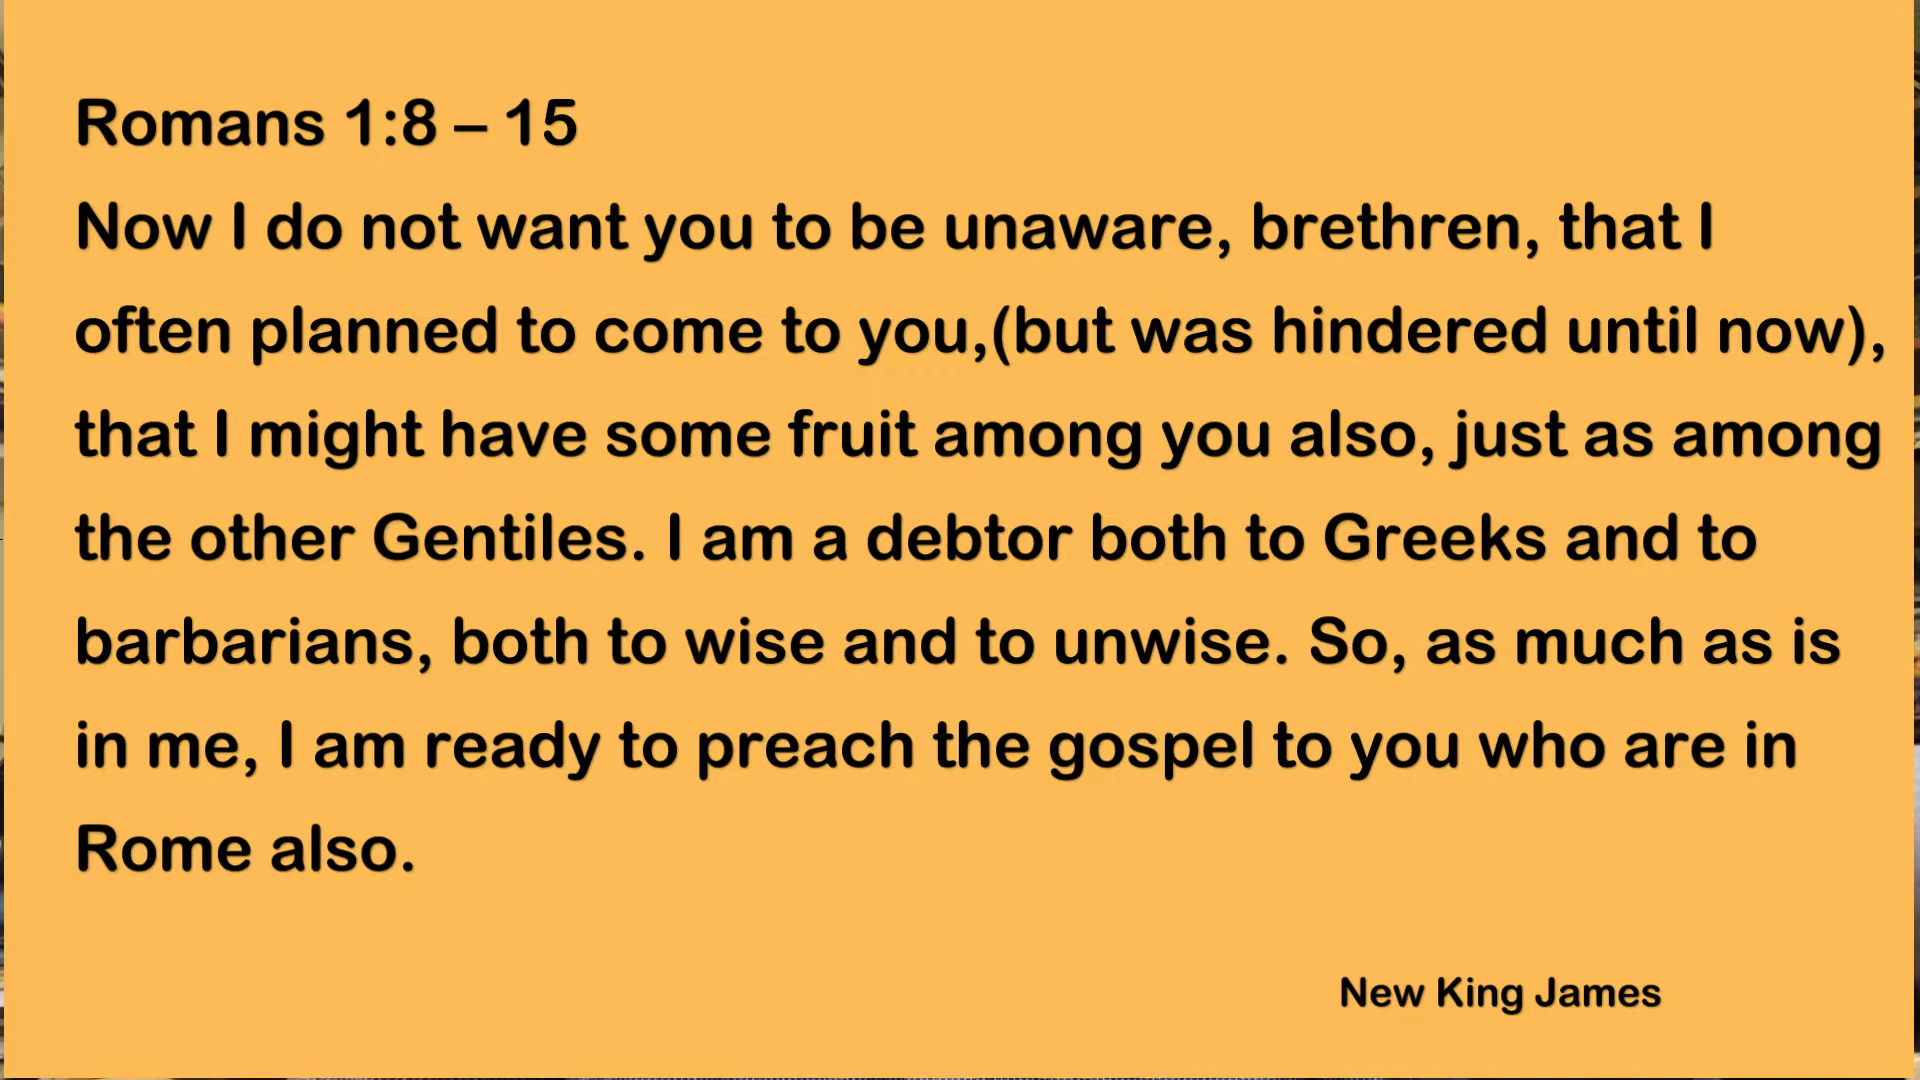 Romans 1:8 – 15
Now I do not want you to be unaware, brethren, that I
often planned to come to you,(but was hindered until now),
that I might have some fruit among you also, just as among
the other Gentiles. I am a debtor both to Greeks and to
barbarians, both to wise and to unwise. So, as much as is
in me, I am ready to preach the gospel to you who are in
Rome also.
New King James